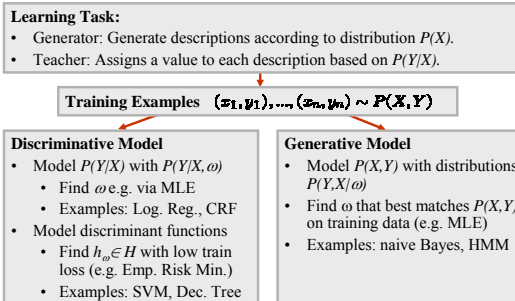 Learning Task:
• Generator: Generate descriptions according to distribution P(X).
• Teacher: Assigns a value to each description based on P(Y|X).
Training Examples (x₁,y₁),...,(xₙ,yₙ) ~ P(X,Y)
Discriminative Model
• Model P(Y|X) with P(Y|X,ω)
• Find ω e.g. via MLE
• Examples: Log. Reg., CRF
• Model discriminant functions
• Find h_ω∈H with low train
loss (e.g. Emp. Risk Min.)
• Examples: SVM, Dec. Tree
Generative Model
• Model P(X,Y) with distributions
P(Y,X|ω)
• Find ω that best matches P(X,Y)
on training data (e.g. MLE)
• Examples: naive Bayes, HMM